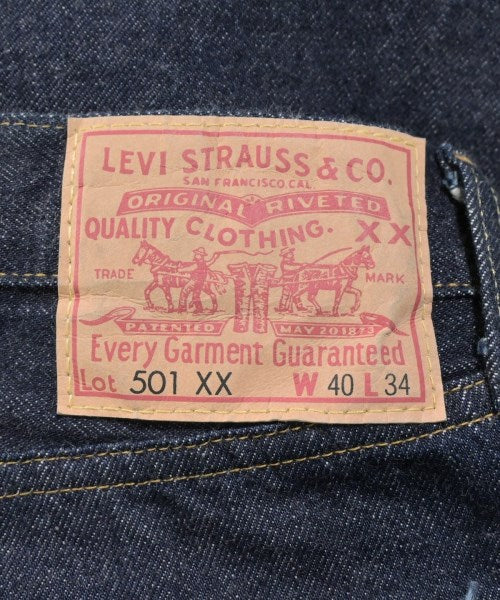 LEVI STRAUSS & CO.
SAN FRANCISCO, CAL.
ORIGINAL RIVETED
QUALITY CLOTHING. XX
TRADE MARK
PATENTED MAY 20 1873
Every Garment Guaranteed
Lot 501 XX W 40 L 34